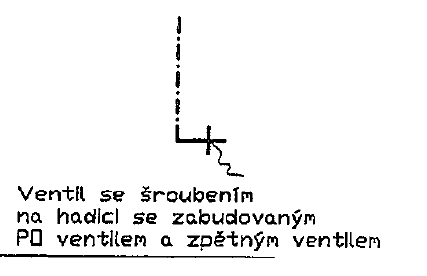 Ventil se šroubením
na hadici se zabudovaným
PO ventilem a zpětným ventilem